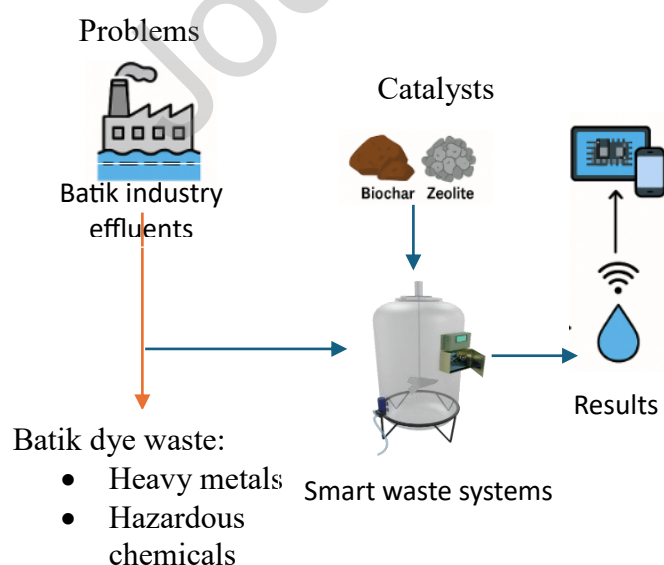 Problems
Batik industry
effluents
Catalysts
Biochar Zeolite
Smart waste systems
Results
Batik dye waste:
• Heavy metals
• Hazardous
chemicals